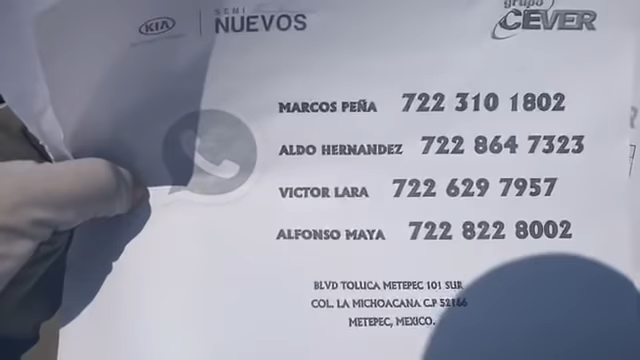 KIA
SEMI
NUEVOS
grupo
CEVER
MARCOS PEÑA 722 310 1802
ALDO HERNANDEZ 722 864 7323
VICTOR LARA 722 629 7957
ALFONSO MAYA 722 822 8002
BLVD TOLUCA METEPEC 101 SUR
COL. LA MICHOACANA C.P 52166
METEPEC, MEXICO.